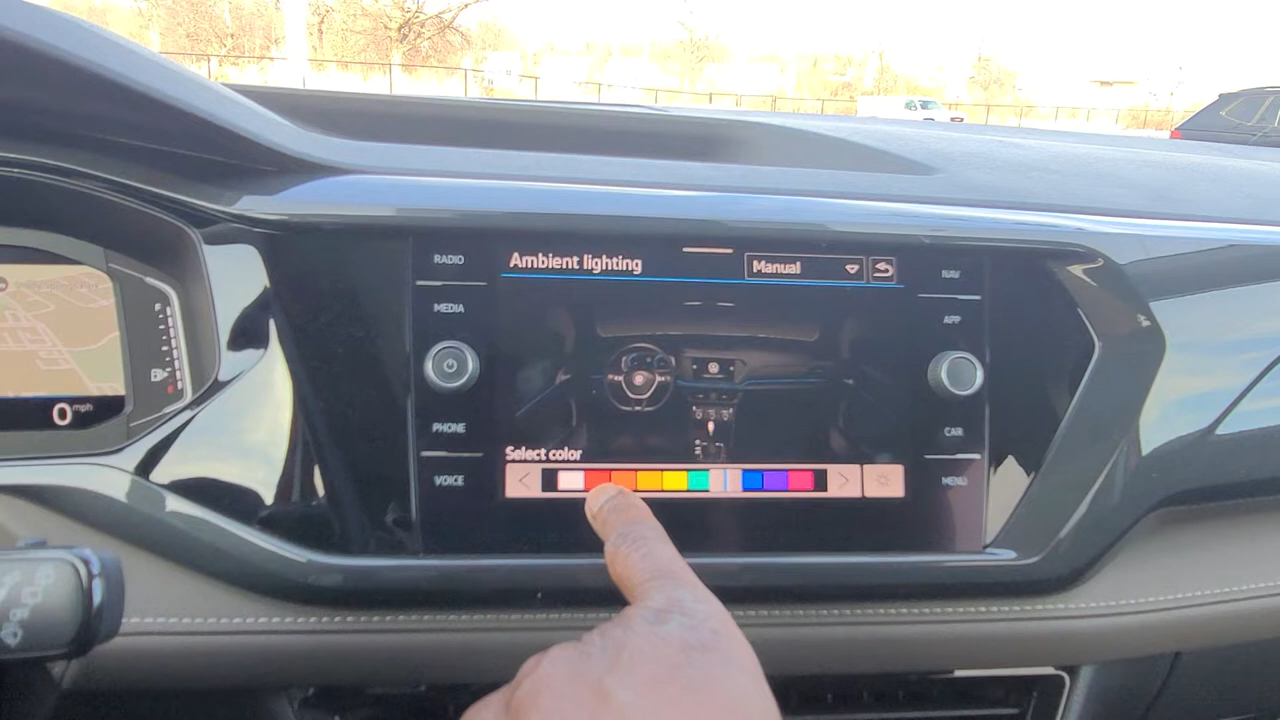 RADIO
MEDIA
PHONE
VOICE
Ambient lighting
Manual
Select color
NAV
APP
CAR
MENU
0 mph
F